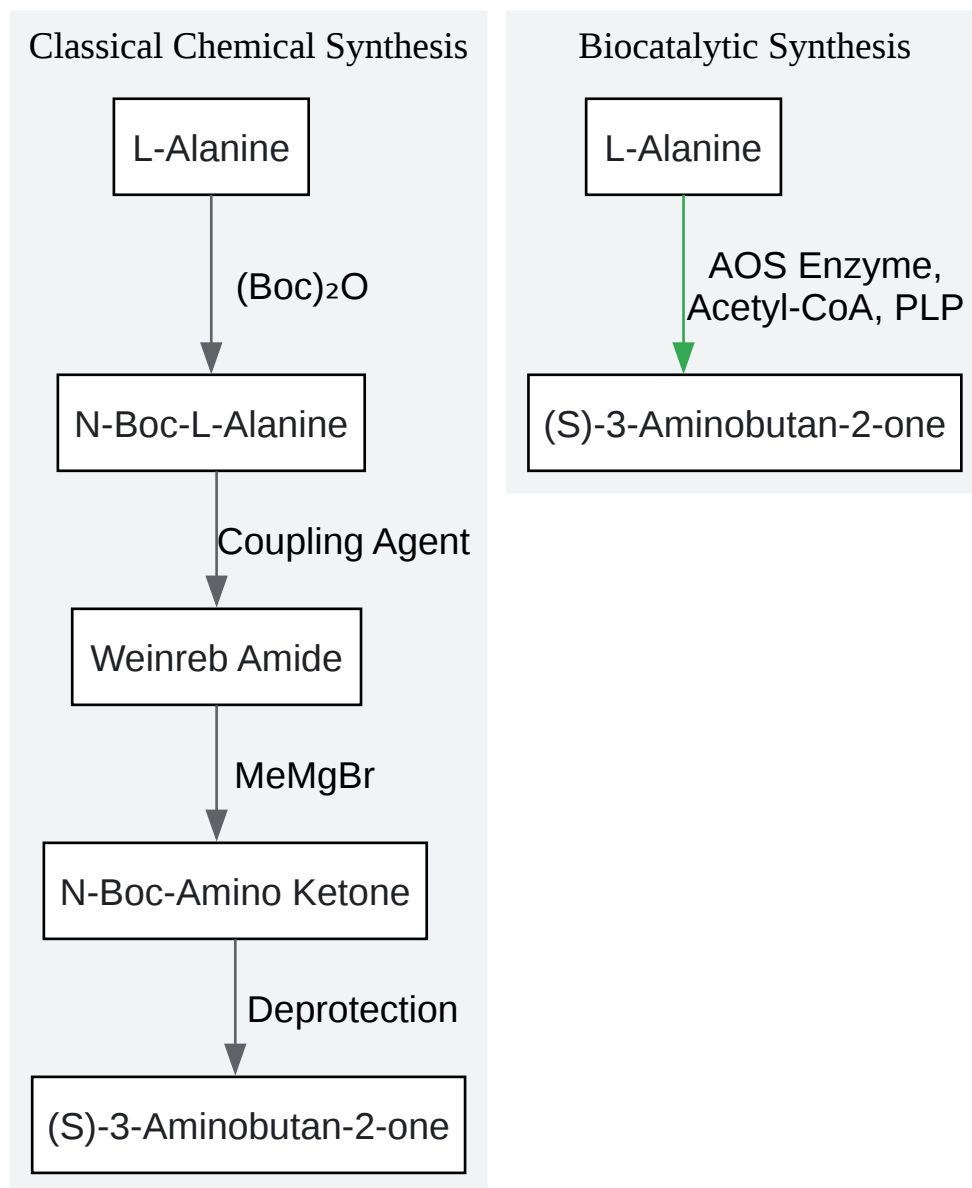 Classical Chemical Synthesis
L-Alanine
(Boc)₂O
N-Boc-L-Alanine
Coupling Agent
Weinreb Amide
MeMgBr
N-Boc-Amino Ketone
Deprotection
(S)-3-Aminobutan-2-one
Biocatalytic Synthesis
L-Alanine
AOS Enzyme,
Acetyl-CoA, PLP
(S)-3-Aminobutan-2-one